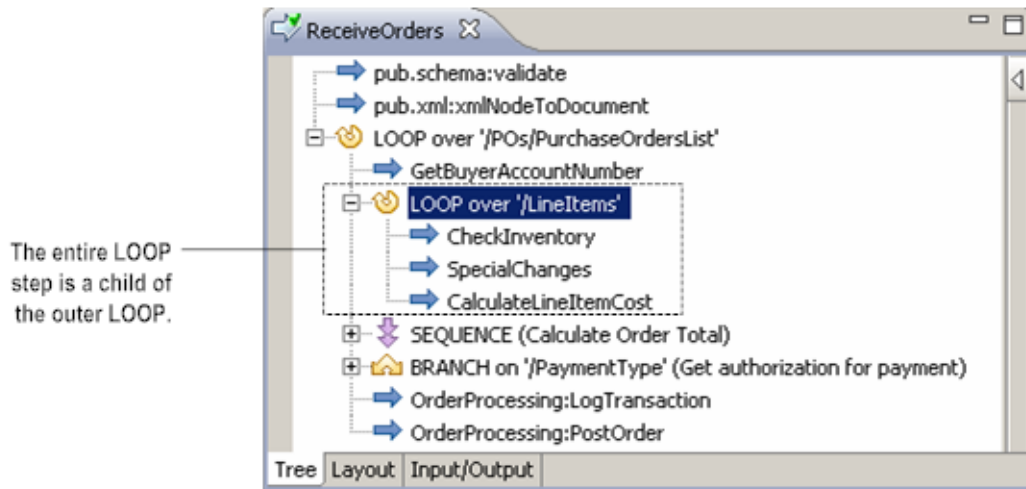 ReceiveOrders
pub.schema:validate
pub.xml:xmlNodeToDocument
LOOP over '/POs/PurchaseOrdersList'
GetBuyerAccountNumber
LOOP over '/LineItems'
CheckInventory
SpecialChanges
CalculateLineItemCost
The entire LOOP
step is a child of
the outer LOOP.
SEQUENCE (Calculate Order Total)
BRANCH on '/PaymentType' (Get authorization for payment)
OrderProcessing:LogTransaction
OrderProcessing:PostOrder
Tree Layout Input/Output